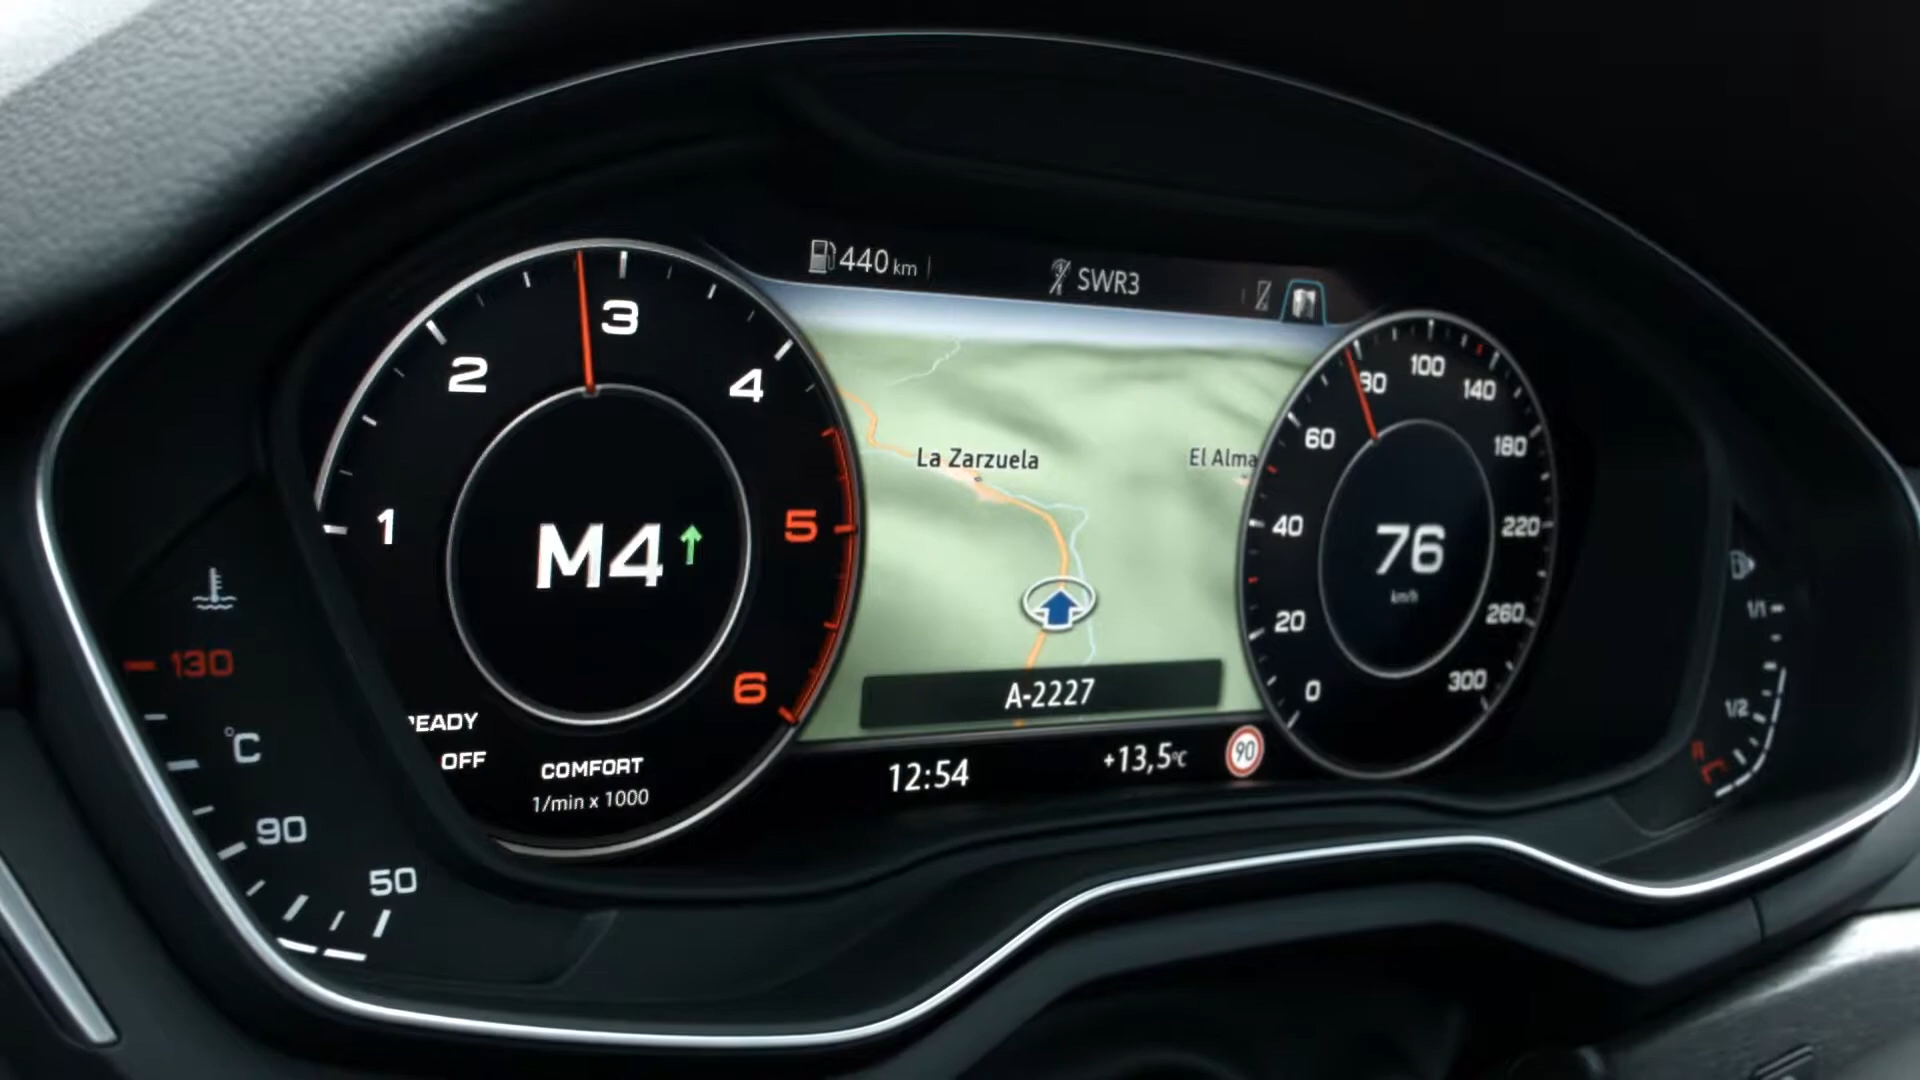 440 km
SWR3
1
2
3
4
5
6
M4
EADY
OFF
COMFORT
1/min x 1000
La Zarzuela
El Alma
A-2227
12:54
+13,5°C
90
0
20
40
60
80
100
140
180
220
260
300
76
km/h
130
°C
90
50
1/1
1/2
R